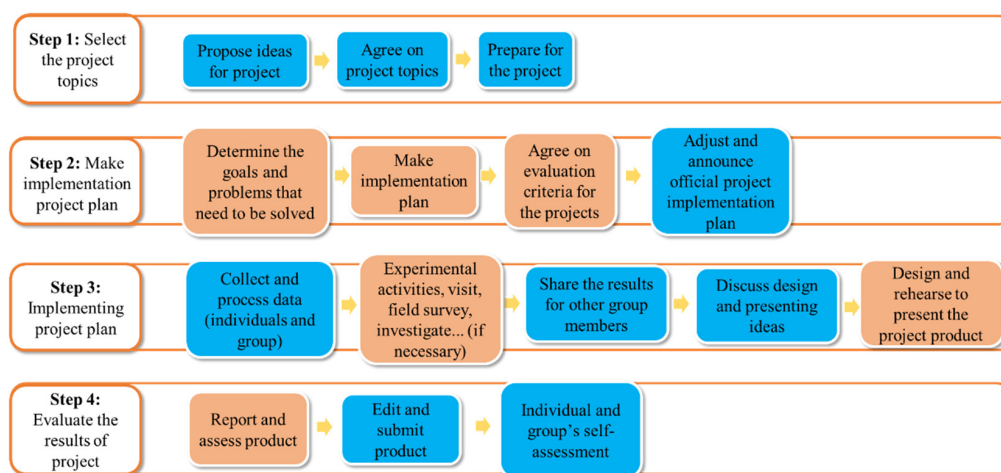 Step 1: Select
the project
topics
Propose ideas
for project
Agree on
project topics
Prepare for
the project
Step 2: Make
implementation
project plan
Determine the
goals and
problems that
need to be solved
Make
implementation
plan
Agree on
evaluation
criteria for
the projects
Adjust and
announce
official project
implementation
plan
Step 3:
Implementing
project plan
Collect and
process data
(individuals and
group)
Experimental
activities, visit,
field survey,
investigate... (if
necessary)
Share the results
for other group
members
Discuss design
and presenting
ideas
Design and
rehearse to
present the
project product
Step 4:
Evaluate the
results of
project
Report and
assess product
Edit and
submit
product
Individual and
group's self-
assessment